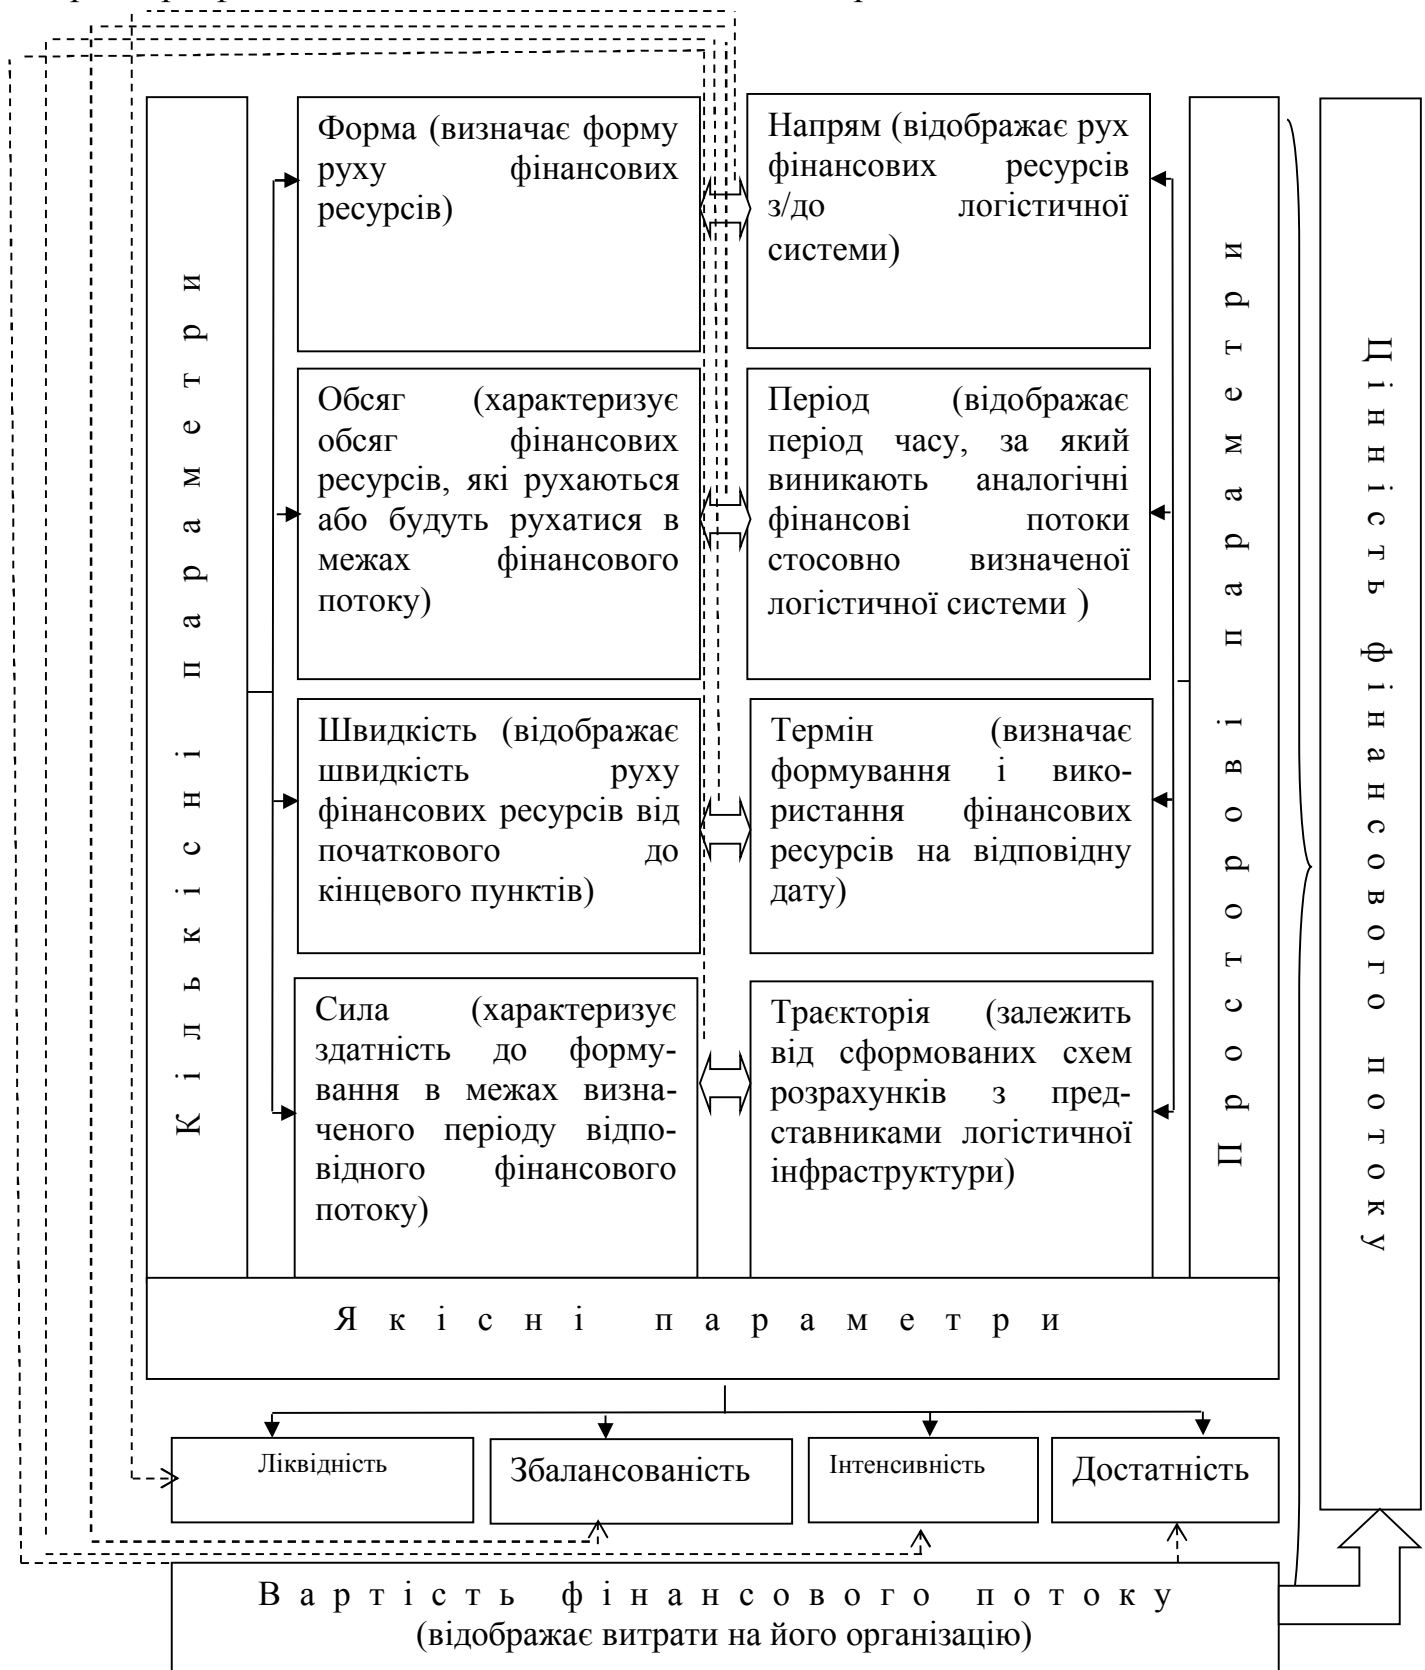 Кількісні параметри
Форма (визначає форму
руху фінансових
ресурсів)
Напрям (відображає рух
фінансових ресурсів
з/до логістичної
системи)
Обсяг (характеризує
обсяг фінансових
ресурсів, які рухаються
або будуть рухатися в
межах фінансового
потоку)
Період (відображає
період часу, за який
виникають аналогічні
фінансові потоки
стосовно визначеної
логістичної системи )
Швидкість (відображає
швидкість руху
фінансових ресурсів від
початкового до
кінцевого пунктів)
Термін (визначає
формування і вико-
ристання фінансових
ресурсів на відповідну
дату)
Сила (характеризує
здатність до форму-
вання в межах визна-
ченого періоду відпо-
відного фінансового
потоку)
Траєкторія (залежить
від сформованих схем
розрахунків з пред-
ставниками логістичної
інфраструктури)
Просторові параметри
Цінність фінансового потоку
Якісні параметри
Ліквідність
Збалансованість
Інтенсивність
Достатність
Вартість фінансового потоку
(відображає витрати на його організацію)